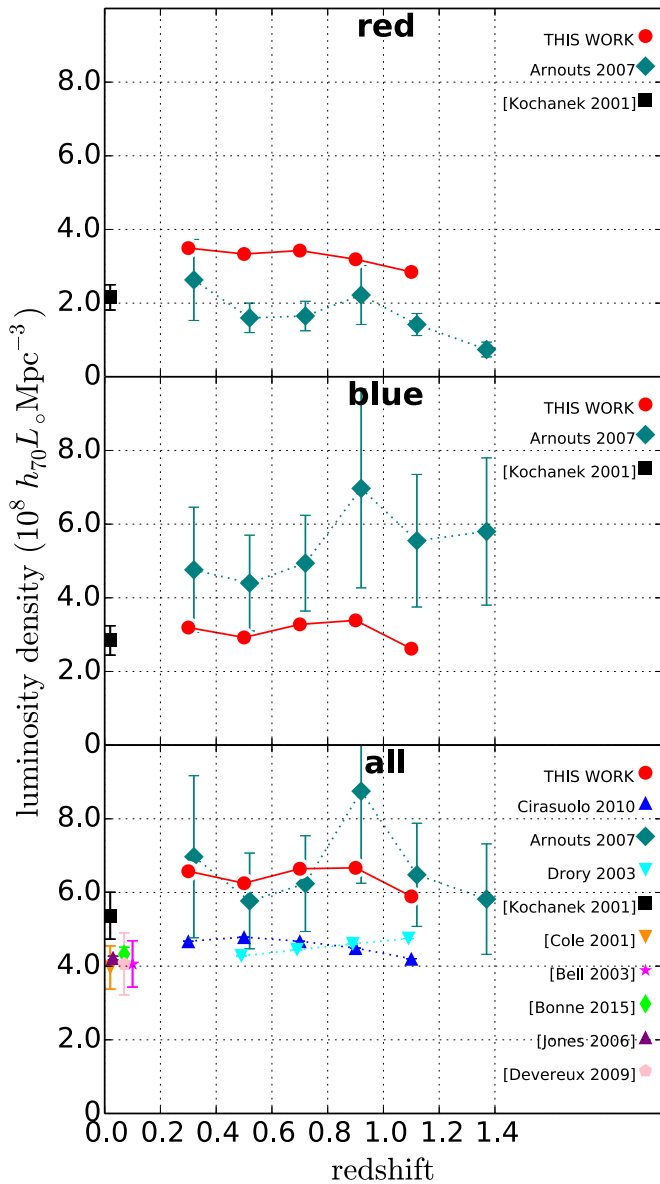 red
THIS WORK
Arnouts 2007
[Kochanek 2001]
8.0
6.0
4.0
2.0
0
blue
THIS WORK
Arnouts 2007
[Kochanek 2001]
8.0
6.0
4.0
2.0
0
all
THIS WORK
Cirasuolo 2010
Arnouts 2007
Drory 2003
[Kochanek 2001]
[Cole 2001]
[Bell 2003]
[Bonne 2015]
[Jones 2006]
[Devereux 2009]
8.0
6.0
4.0
2.0
0
0.0 0.2 0.4 0.6 0.8 1.0 1.2 1.4
redshift
luminosity density (10⁸ h₇₀L∘Mpc⁻³)